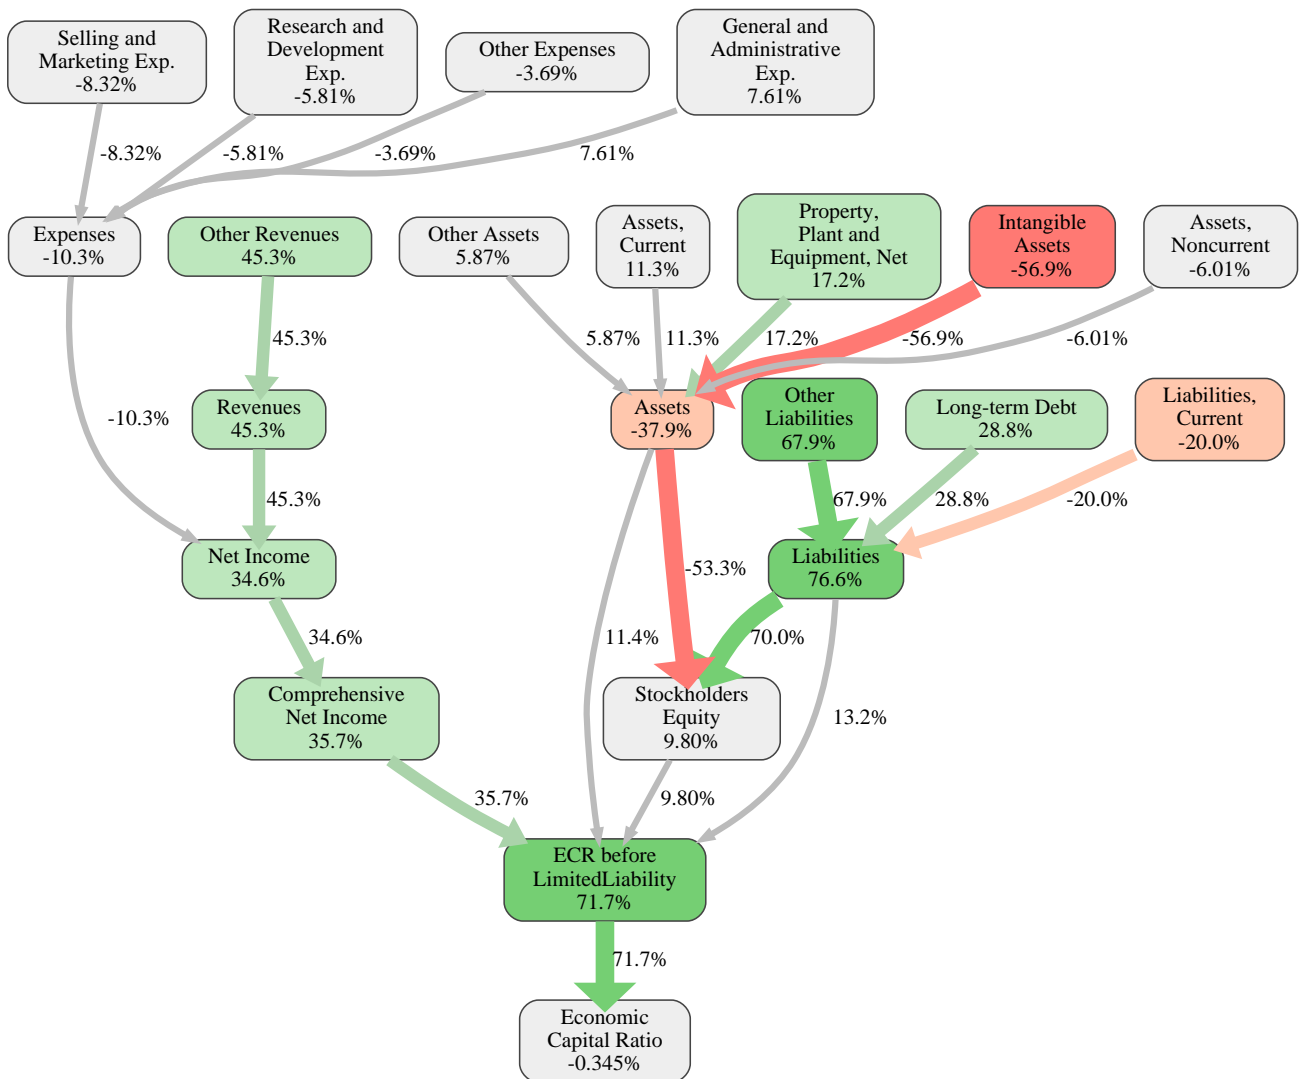 Selling and
Marketing Exp.
-8.32%
Research and
Development
Exp.
-5.81%
Other Expenses
-3.69%
General and
Administrative
Exp.
7.61%
-8.32%
-5.81%
-3.69%
7.61%
Expenses
-10.3%
Other Revenues
45.3%
Other Assets
5.87%
Assets,
Current
11.3%
Property,
Plant and
Equipment, Net
17.2%
Intangible
Assets
-56.9%
Assets,
Noncurrent
-6.01%
45.3%
5.87%
11.3%
17.2%
-56.9%
-6.01%
-10.3%
Revenues
45.3%
Assets
-37.9%
Other
Liabilities
67.9%
Long-term Debt
28.8%
Liabilities,
Current
-20.0%
45.3%
67.9%
28.8%
-20.0%
Net Income
34.6%
-53.3%
Liabilities
76.6%
34.6%
11.4%
70.0%
Comprehensive
Net Income
35.7%
Stockholders
Equity
9.80%
13.2%
35.7%
9.80%
ECR before
LimitedLiability
71.7%
71.7%
Economic
Capital Ratio
-0.345%